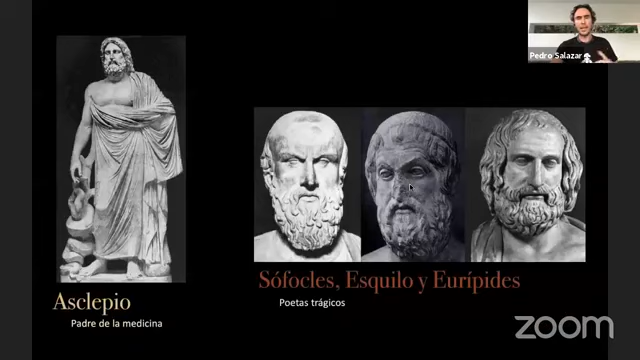 Pedro Salazar
Sófocles, Esquilo y Eurípides
Asclepio
Poetas trágicos
Padre de la medicina
zoom